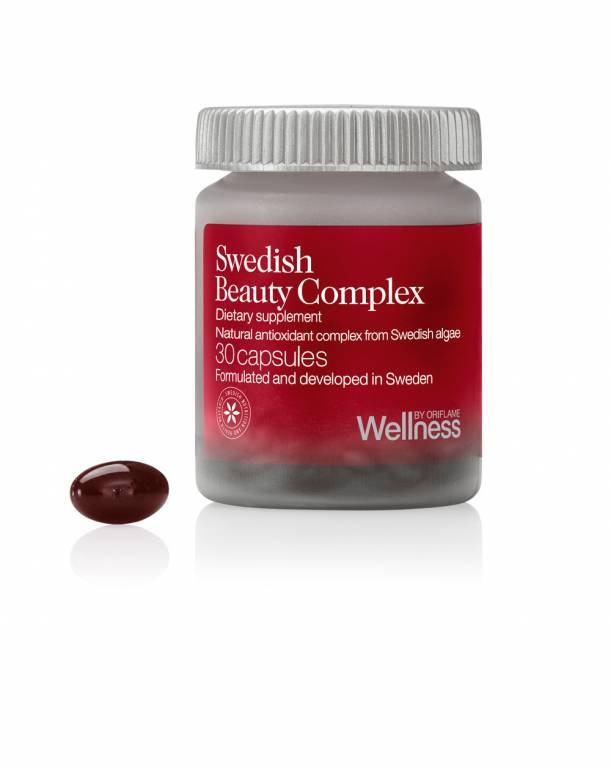 Swedish
Beauty Complex
Dietary supplement
Natural antioxidant complex from Swedish algae
30 capsules
Formulated and developed in Sweden
BY ORIFLAME
Wellness